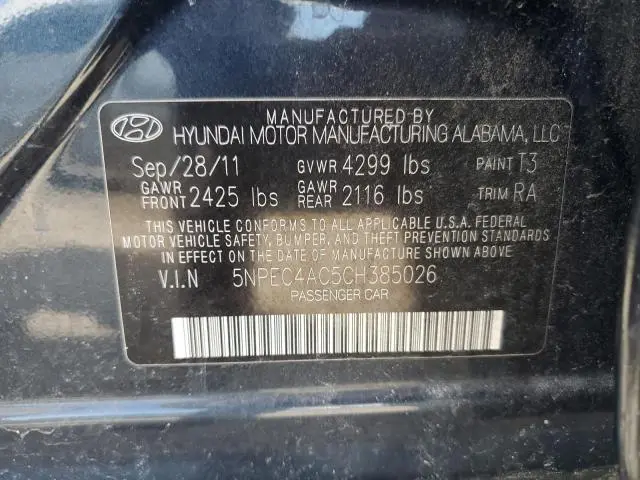 MANUFACTURED BY
HYUNDAI MOTOR MANUFACTURING ALABAMA, LLC
Sep/28/11 GVWR 4299 lbs PAINT T3
GAWR FRONT 2425 lbs GAWR REAR 2116 lbs TRIM RA
THIS VEHICLE CONFORMS TO ALL APPLICABLE U.S.A. FEDERAL
MOTOR VEHICLE SAFETY, BUMPER, AND THEFT PREVENTION STANDARDS
IN EFFECT ON THE DATE OF MANUFACTURE SHOWN ABOVE
V.I.N 5NPEC4AC5CH385026
PASSENGER CAR